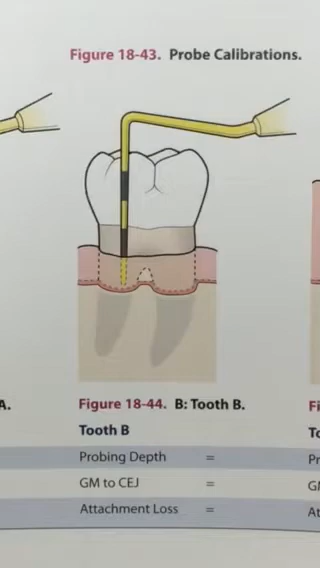 Figure 18-43. Probe Calibrations.
A.
Figure 18-44. B: Tooth B.
Tooth B
Probing Depth =
GM to CEJ =
Attachment Loss =